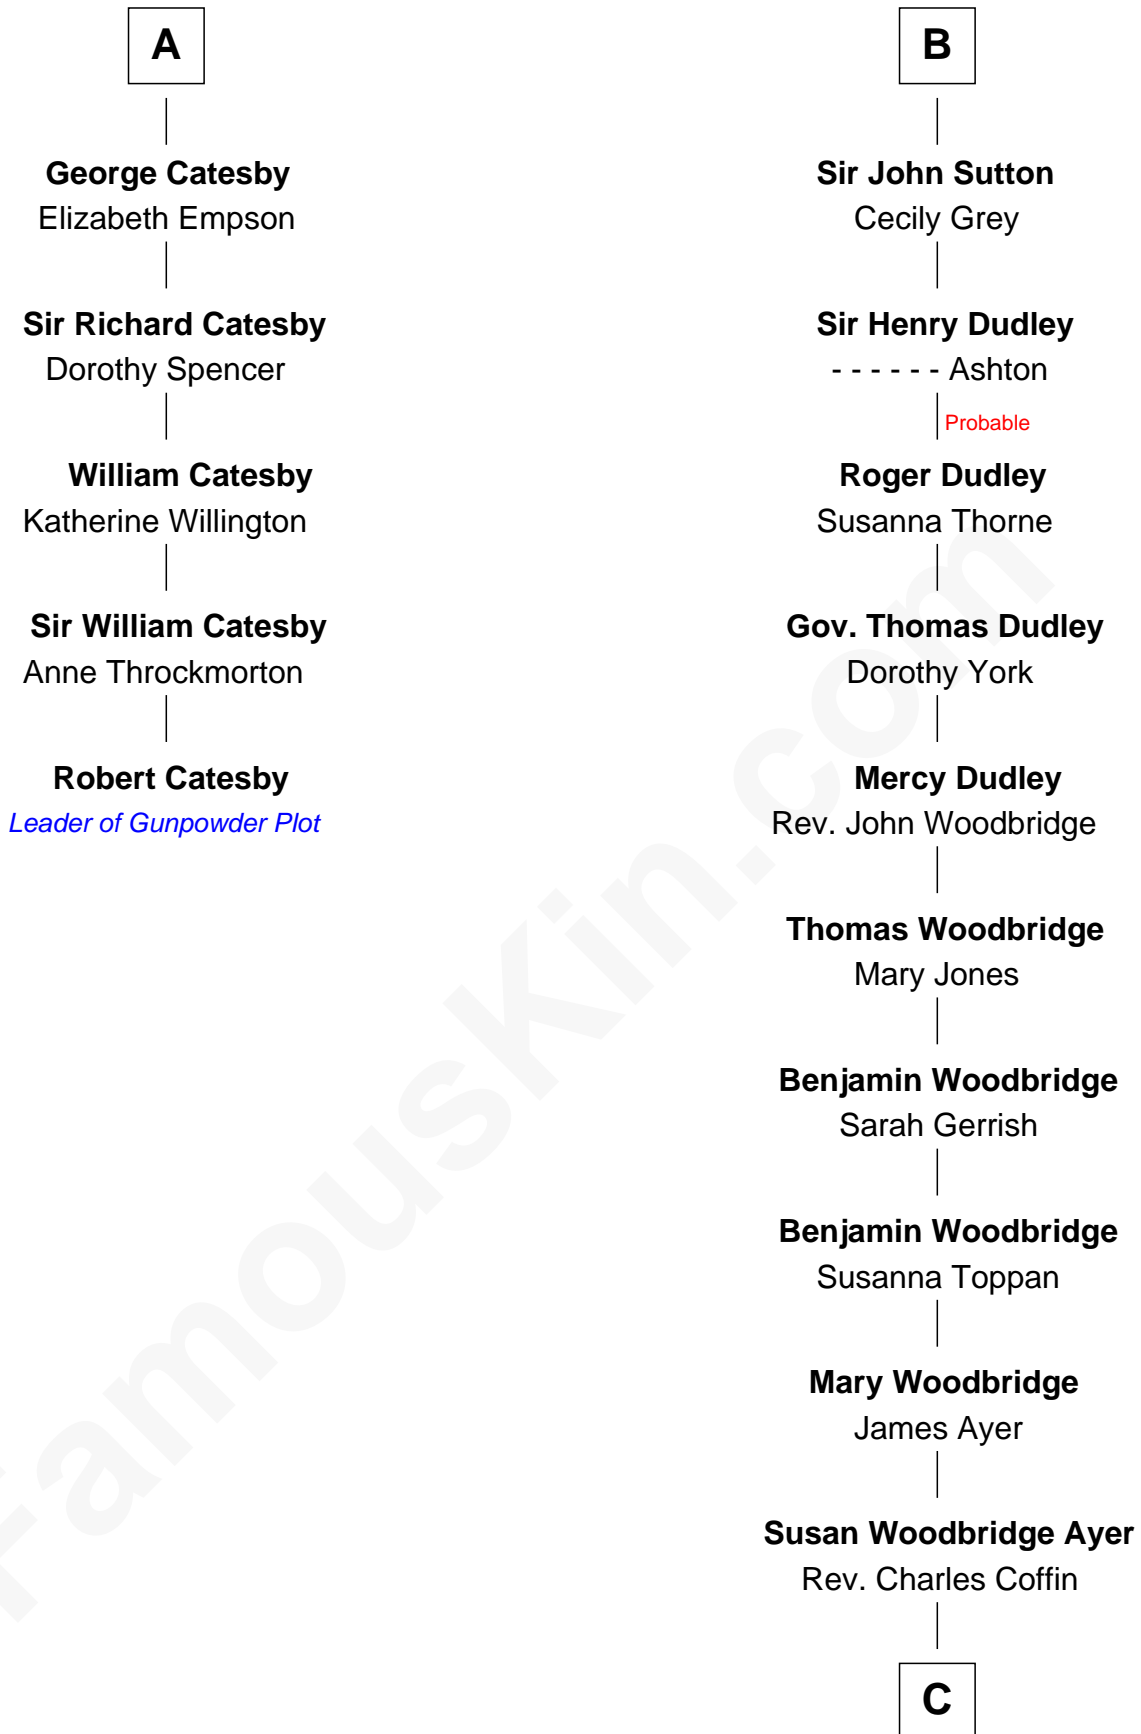 A
George Catesby
Elizabeth Empson
Sir Richard Catesby
Dorothy Spencer
William Catesby
Katherine Willington
Sir William Catesby
Anne Throckmorton
Robert Catesby
Leader of Gunpowder Plot
B
Sir John Sutton
Cecily Grey
Sir Henry Dudley
- - - - - - Ashton
Probable
Roger Dudley
Susanna Thorne
Gov. Thomas Dudley
Dorothy York
Mercy Dudley
Rev. John Woodbridge
Thomas Woodbridge
Mary Jones
Benjamin Woodbridge
Sarah Gerrish
Benjamin Woodbridge
Susanna Toppan
Mary Woodbridge
James Ayer
Susan Woodbridge Ayer
Rev. Charles Coffin
C
FamousKin.com